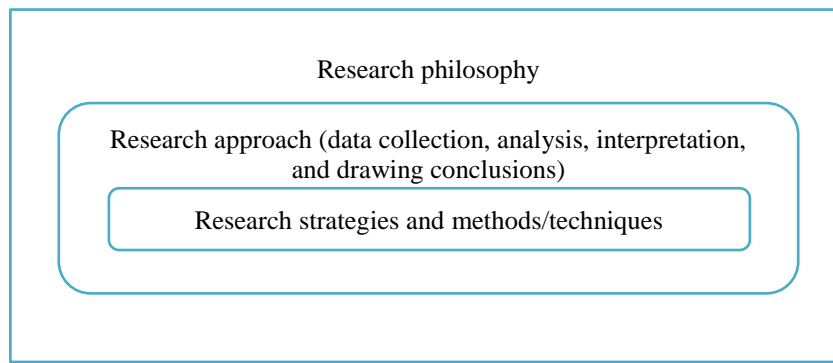 Research philosophy
Research approach (data collection, analysis, interpretation,
and drawing conclusions)
Research strategies and methods/techniques